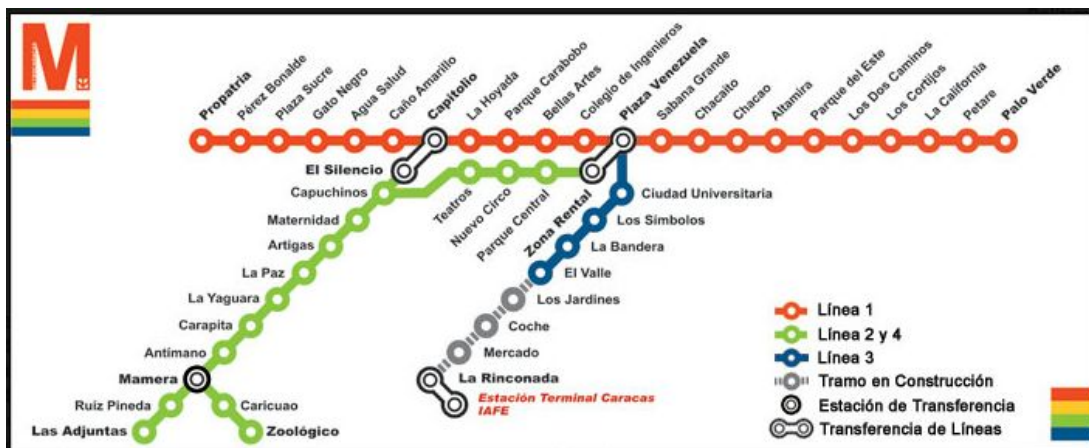 M
Propatria
Pérez Bonalde
Plaza Sucre
Gato Negro
Agua Salud
Caño Amarillo
Capitolio
La Hoyada
Parque Carabobo
Bellas Artes
Colegio de Ingenieros
Plaza Venezuela
Sabana Grande
Chacaito
Chacao
Altamira
Parque del Este
Los Dos Caminos
Los Cortijos
La California
Petare
Palo Verde
El Silencio
Capuchinos
Teatros
Nuevo Circo
Parque Central
Zona Rental
Maternidad
Artigas
La Paz
La Yaguara
Carapita
Antímano
Mamera
Ruíz Pineda
Las Adjuntas
Caricuao
Zoológico
Ciudad Universitaria
Los Símbolos
La Bandera
El Valle
Los Jardines
Coche
Mercado
La Rinconada
Estación Terminal Caracas
IAFE
Línea 1
Línea 2 y 4
Línea 3
Tramo en Construcción
Estación de Transferencia
Transferencia de Líneas